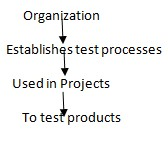 Organization
Establishes test processes
Used in Projects
To test products